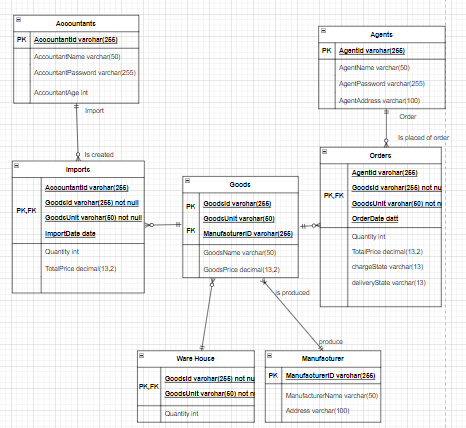 Accountants
PK
AccountantId varchar(255)
AccountantName varchar(50)
AccountantPassword varchar(255)
AccountantAge int
Agents
PK
AgentId varchar(255)
AgentName varchar(50)
AgentPassword varchar(255)
AgentAddress varchar(100)
Import
Is created
Order
Is placed of order
Imports
PK,FK
AccountantId varchar(255)
GoodsId varchar(255) not null
GoodsUnit varchar(50) not null
ImportDate date
Quantity int
TotalPrice decimal(13,2)
Goods
PK
GoodsId varchar(255)
GoodsUnit varchar(50)
FK
ManufacturerID varchar(255)
GoodsName varchar(50)
GoodsPrice decimal(13,2)
Orders
PK,FK
AgentId varchar(255)
GoodsId varchar(255) not nu
GoodsUnit varchar(50) not n
OrderDate datt
Quantity int
TotalPrice decimal(13,2)
chargeState varchar(13)
deliveryState varchar(13)
is produced
produce
Ware House
PK,FK
GoodsId varchar(255) not nu
GoodsUnit varchar(50) not n
Quantity int
Manufacturer
PK
ManufacturerID varchar(255)
ManufacturerName varchar(50)
Address varchar(100)